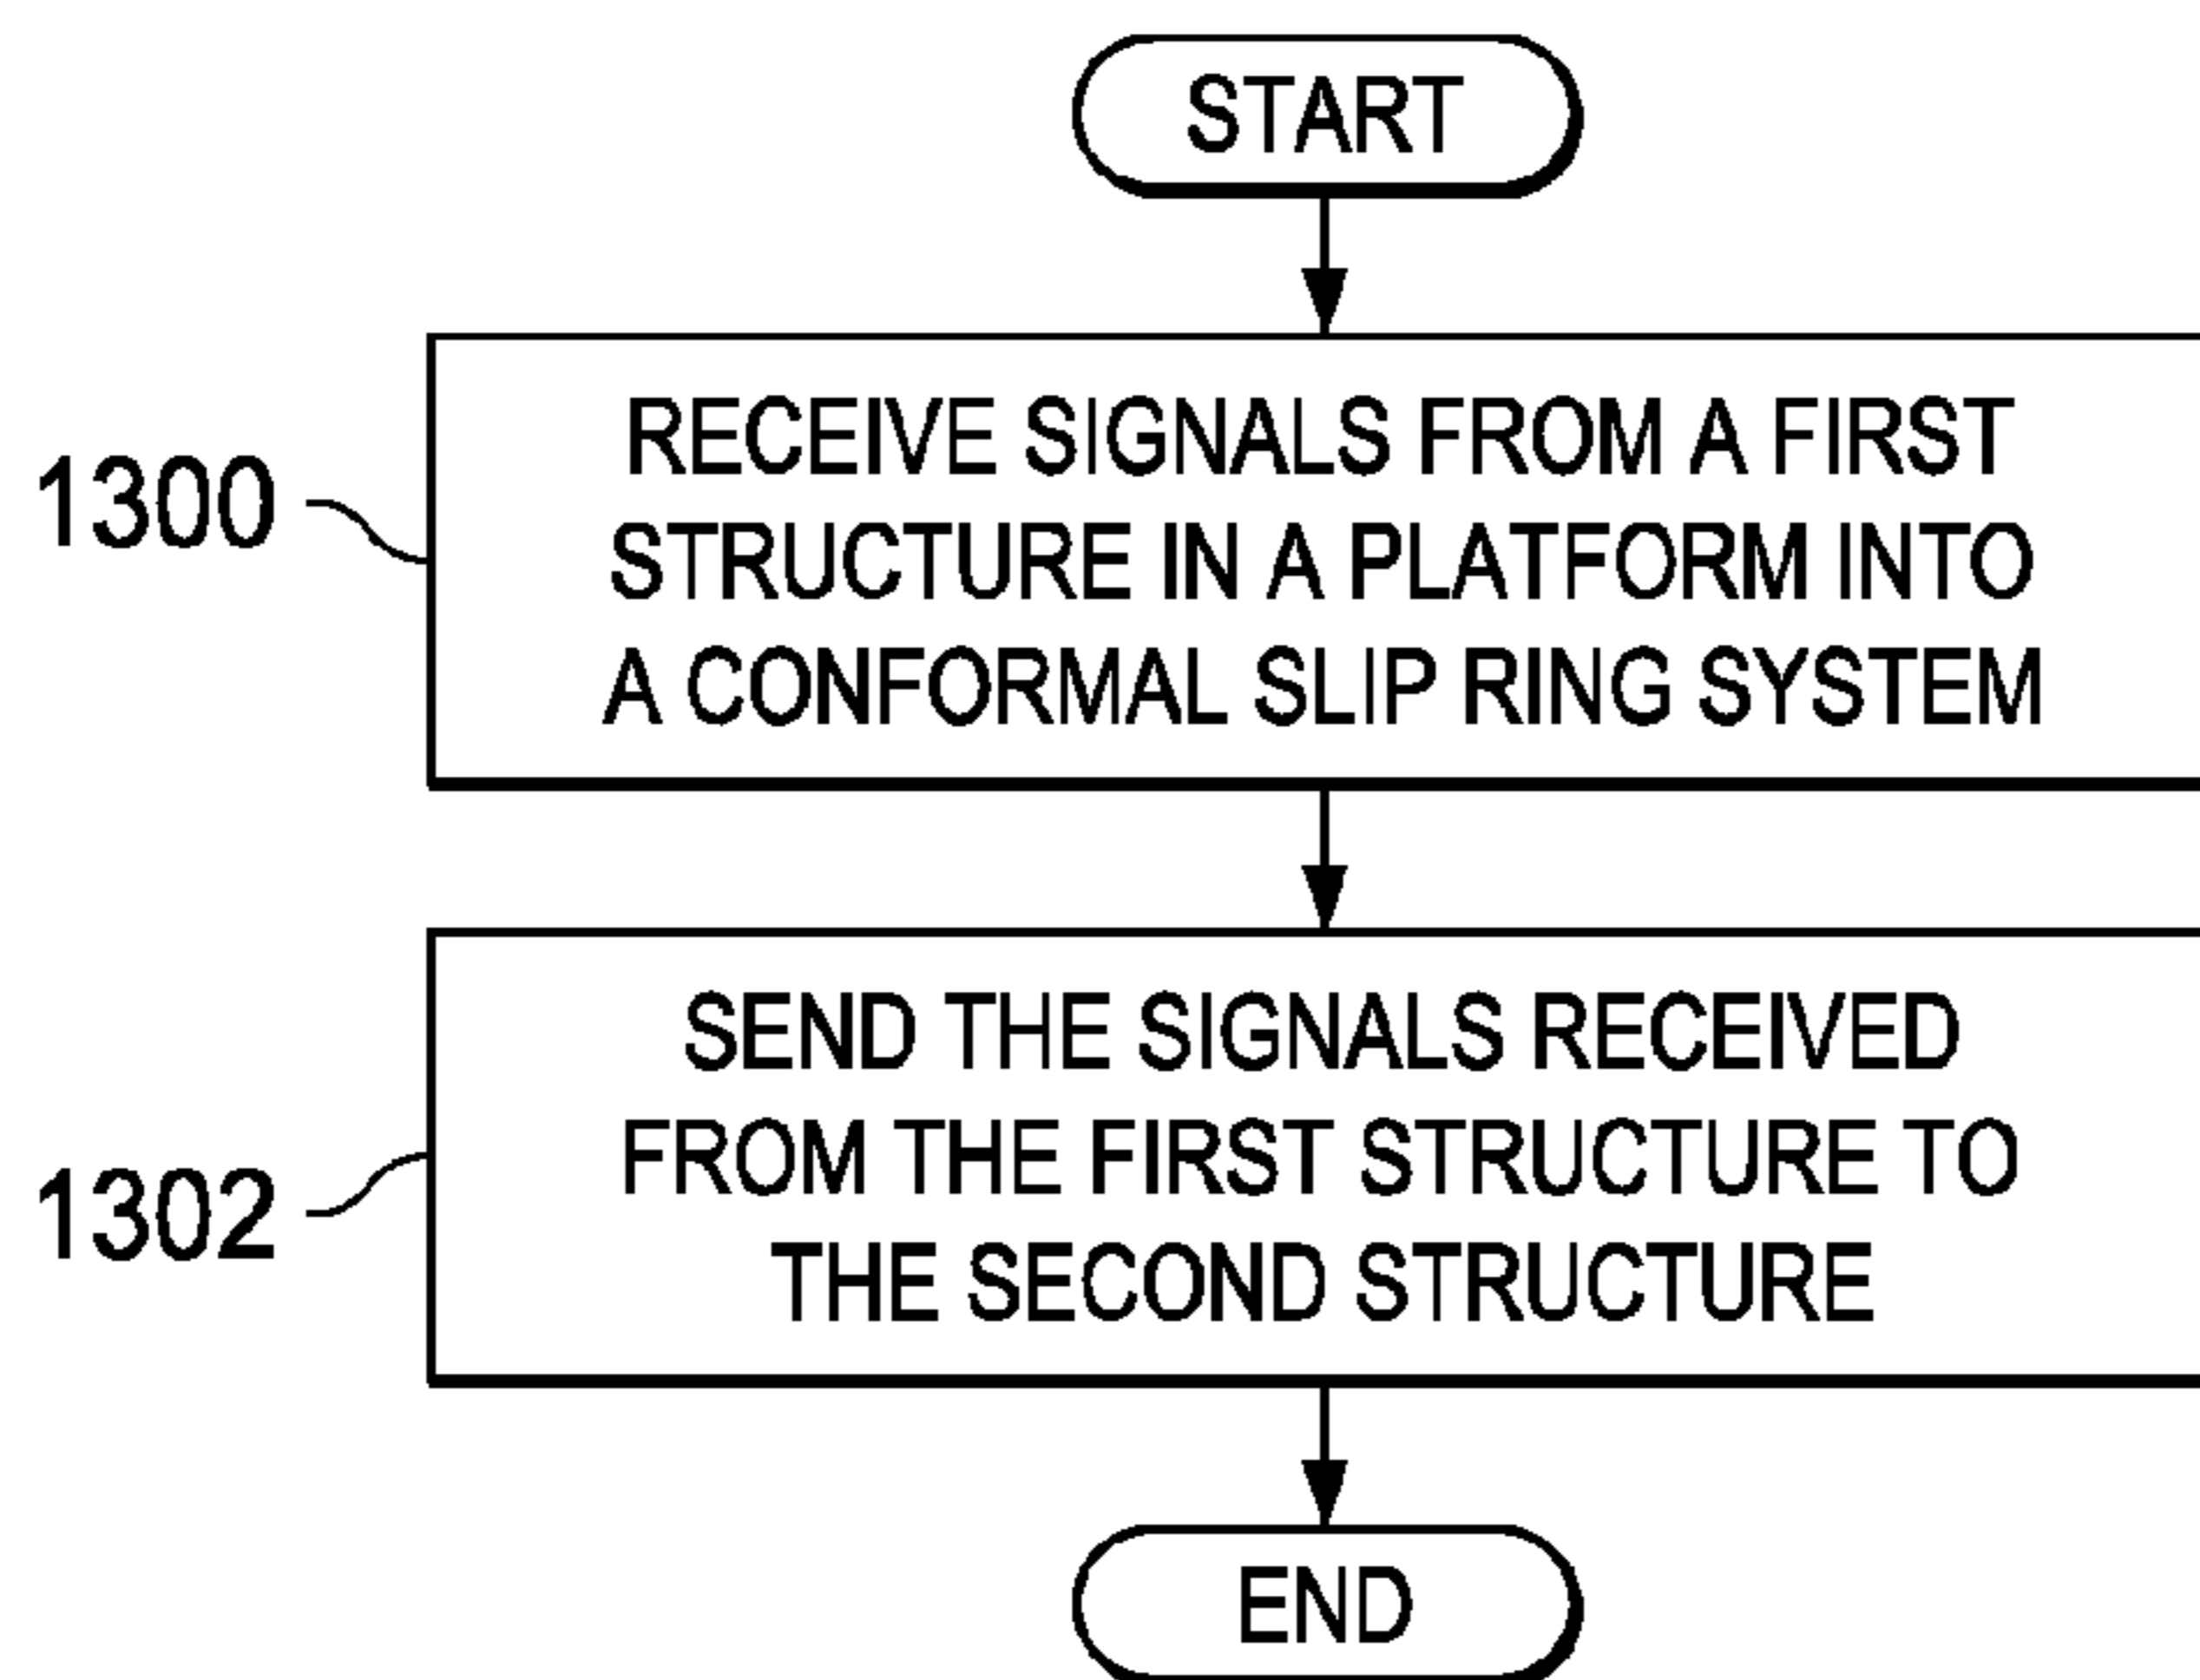 START
1300
RECEIVE SIGNALS FROM A FIRST
STRUCTURE IN A PLATFORM INTO
A CONFORMAL SLIP RING SYSTEM
1302
SEND THE SIGNALS RECEIVED
FROM THE FIRST STRUCTURE TO
THE SECOND STRUCTURE
END